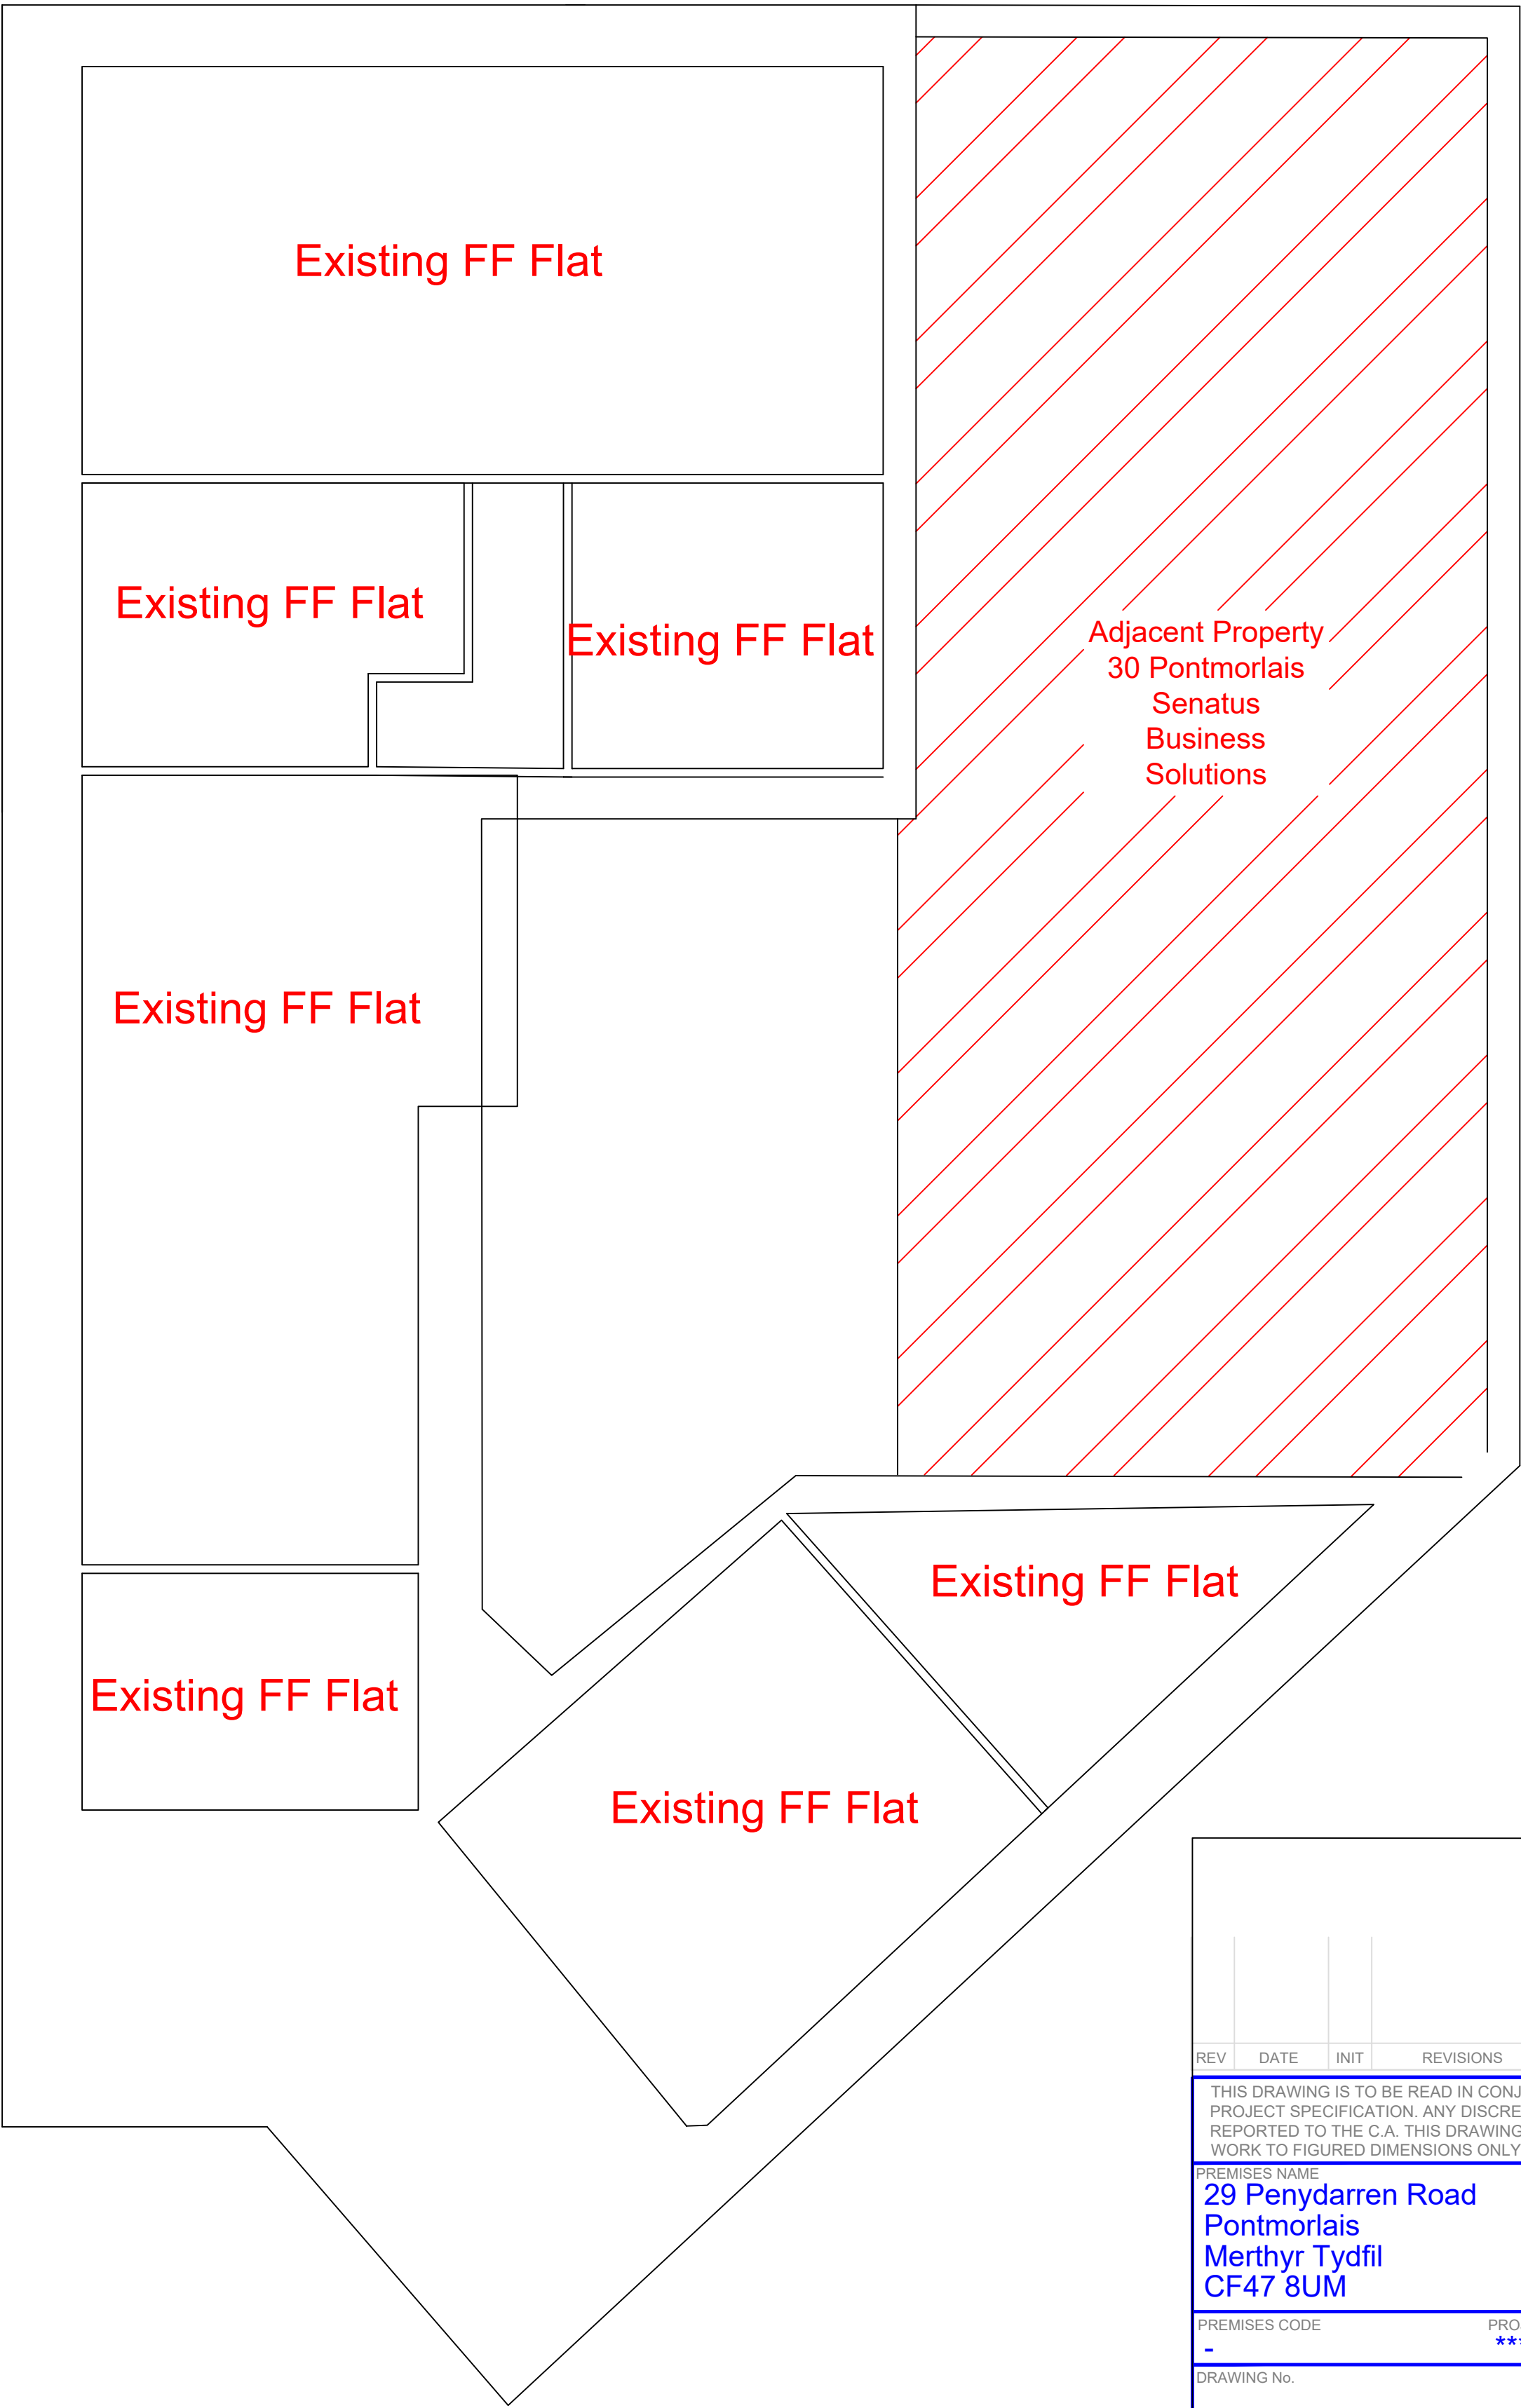 Existing FF Flat
Existing FF Flat
Existing FF Flat
Adjacent Property
30 Pontmorlais
Senatus
Business
Solutions
Existing FF Flat
Existing FF Flat
Existing FF Flat
Existing FF Flat
REV DATE INIT REVISIONS
THIS DRAWING IS TO BE READ IN CONJ
PROJECT SPECIFICATION. ANY DISCRE
REPORTED TO THE C.A. THIS DRAWING
WORK TO FIGURED DIMENSIONS ONLY
PREMISES NAME
29 Penydarren Road
Pontmorlais
Merthyr Tydfil
CF47 8UM
PREMISES CODE PROJ
- ***
DRAWING No.